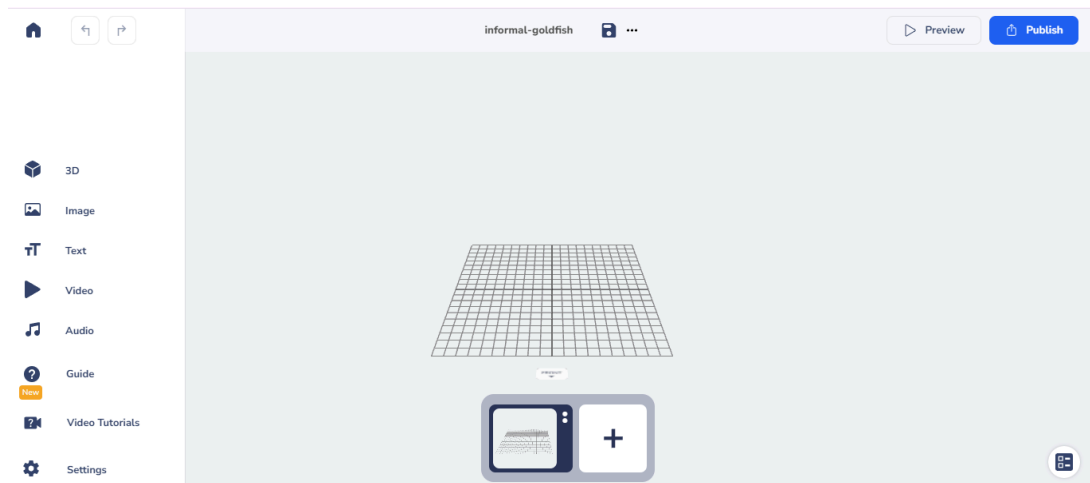 informal-goldfish
Preview
Publish
3D
Image
Text
Video
Audio
Guide
New
Video Tutorials
Settings